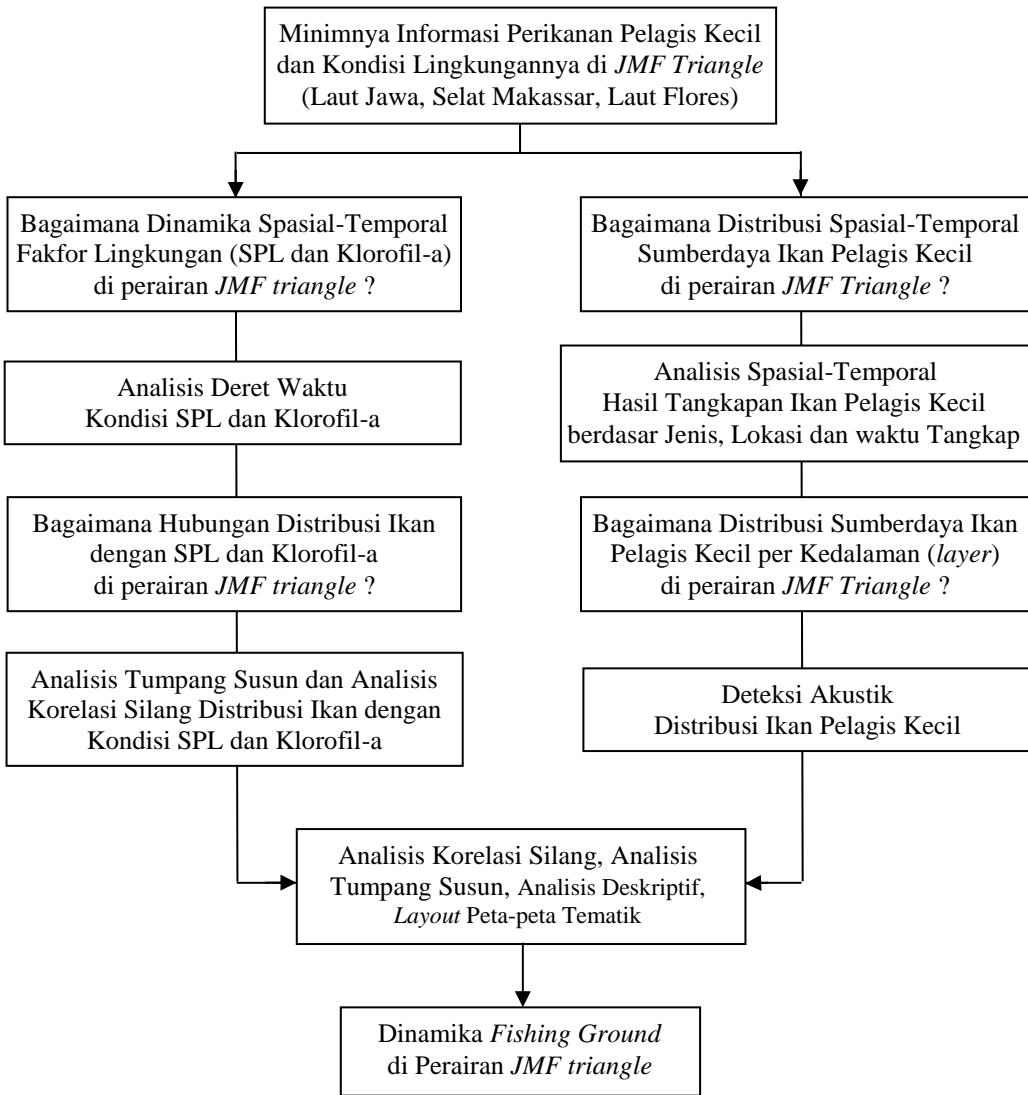 Minimnya Informasi Perikanan Pelagis Kecil
dan Kondisi Lingkungannya di JMF Triangle
(Laut Jawa, Selat Makassar, Laut Flores)
Bagaimana Dinamika Spasial-Temporal
Fakfor Lingkungan (SPL dan Klorofil-a)
di perairan JMF triangle ?
Analisis Deret Waktu
Kondisi SPL dan Klorofil-a
Bagaimana Hubungan Distribusi Ikan
dengan SPL dan Klorofil-a
di perairan JMF triangle ?
Analisis Tumpang Susun dan Analisis
Korelasi Silang Distribusi Ikan dengan
Kondisi SPL dan Klorofil-a
Bagaimana Distribusi Spasial-Temporal
Sumberdaya Ikan Pelagis Kecil
di perairan JMF Triangle ?
Analisis Spasial-Temporal
Hasil Tangkapan Ikan Pelagis Kecil
berdasar Jenis, Lokasi dan waktu Tangkap
Bagaimana Distribusi Sumberdaya Ikan
Pelagis Kecil per Kedalaman (layer)
di perairan JMF Triangle ?
Deteksi Akustik
Distribusi Ikan Pelagis Kecil
Analisis Korelasi Silang, Analisis
Tumpang Susun, Analisis Deskriptif,
Layout Peta-peta Tematik
Dinamika Fishing Ground
di Perairan JMF triangle